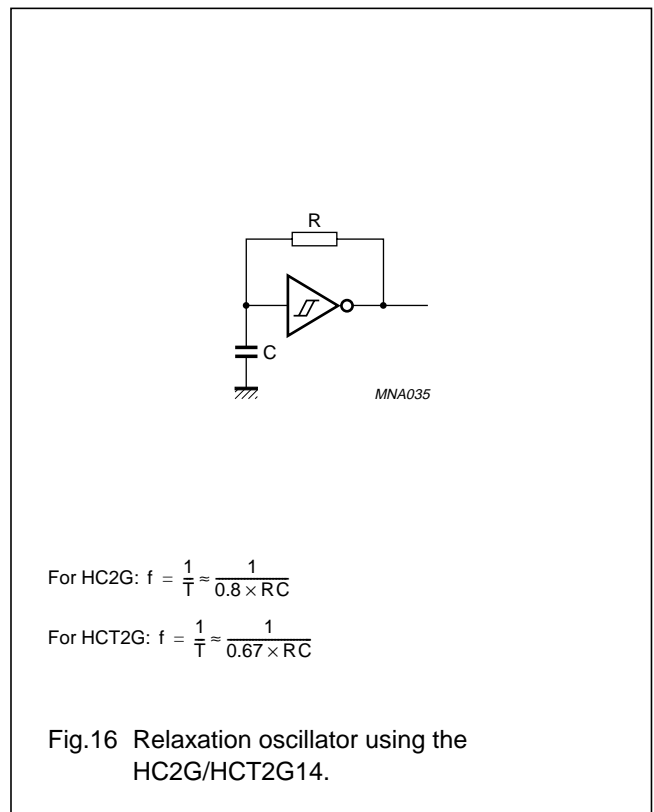 R
C
MNA035
For HC2G: f = 1/T ≈ 1/(0.8 × RC)
For HCT2G: f = 1/T ≈ 1/(0.67 × RC)
Fig.16 Relaxation oscillator using the
HC2G/HCT2G14.